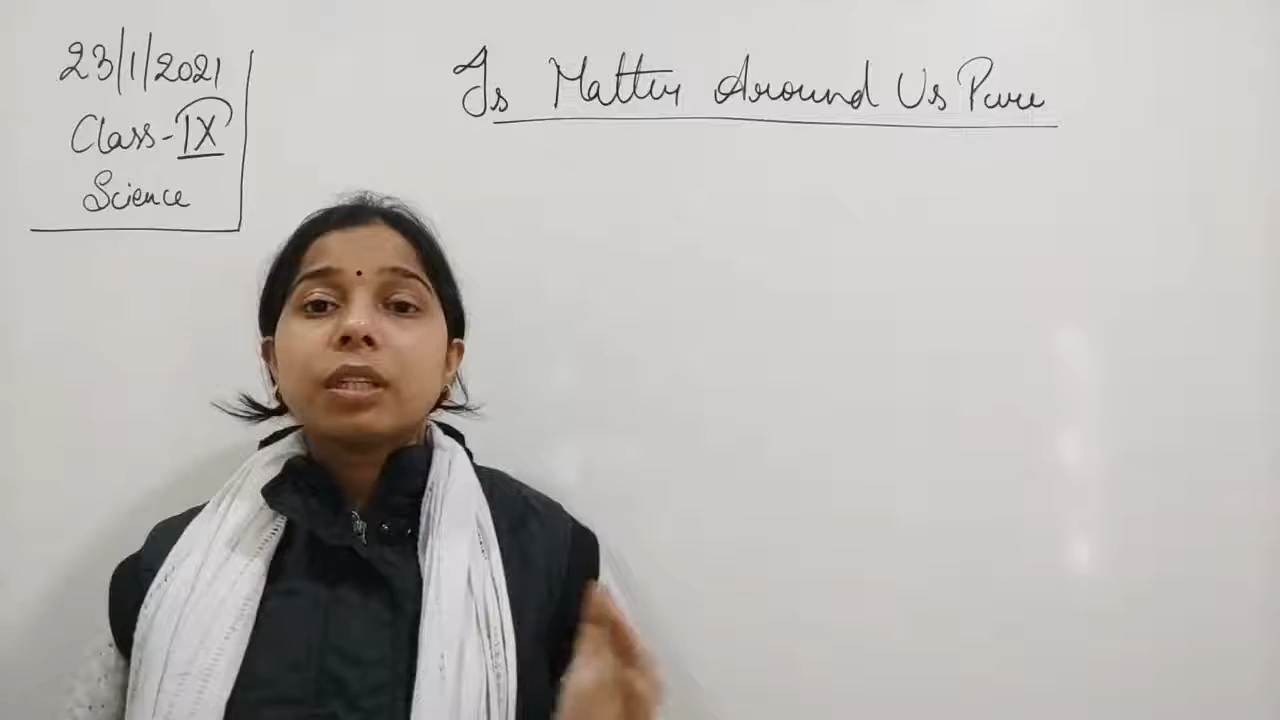 23/1/2021
Class-IX
Science
Is Matter Around Us Pure